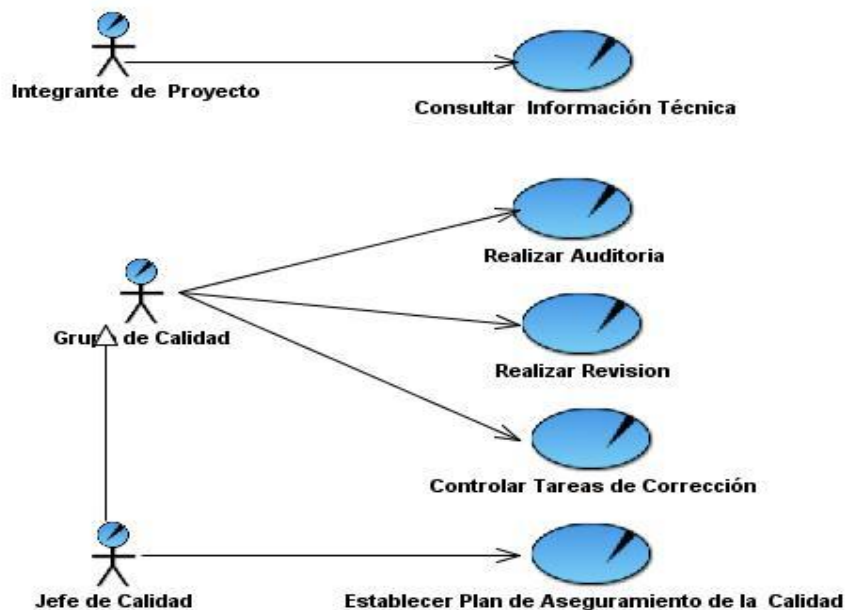 Integrante de Proyecto
Consultar Información Técnica
Realizar Auditoria
Grupo de Calidad
Realizar Revision
Controlar Tareas de Corrección
Jefe de Calidad
Establecer Plan de Aseguramiento de la Calidad